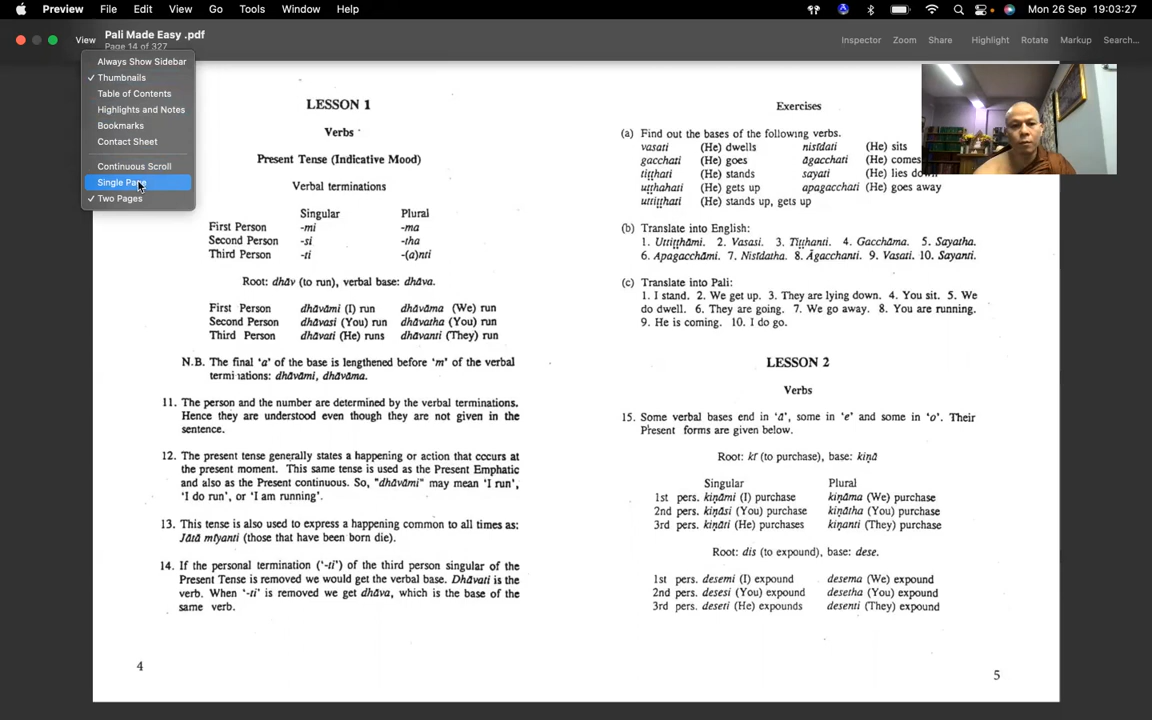 Preview File Edit View Go Tools Window Help Mon 26 Sep 19:03:27
View Pali Made Easy .pdf
Page 14 of 327
Inspector Zoom Share Highlight Rotate Markup Search...
Always Show Sidebar
✓ Thumbnails
Table of Contents
Highlights and Notes
Bookmarks
Contact Sheet
Continuous Scroll
Single Page
✓ Two Pages
LESSON 1
Verbs
Present Tense (Indicative Mood)
Verbal terminations
Singular Plural
First Person -mi -ma
Second Person -si -tha
Third Person -ti -(a)nti
Root: dhāv (to run), verbal base: dhāva.
First Person dhāvāmi (I) run dhāvāma (We) run
Second Person dhāvasi (You) run dhāvatha (You) run
Third Person dhāvati (He) runs dhāvanti (They) run
N.B. The final 'a' of the base is lengthened before 'm' of the verbal
terminations: dhāvāmi, dhāvāma.
11. The person and the number are determined by the verbal terminations.
Hence they are understood even though they are not given in the
sentence.
12. The present tense generally states a happening or action that occurs at
the present moment. This same tense is used as the Present Emphatic
and also as the Present continuous. So, "dhāvāmi" may mean 'I run',
'I do run', or 'I am running'.
13. This tense is also used to express a happening common to all times as:
Jātā mīyanti (those that have been born die).
14. If the personal termination ('-ti') of the third person singular of the
Present Tense is removed we would get the verbal base. Dhāvati is the
verb. When '-ti' is removed we get dhāva, which is the base of the
same verb.
4
Exercises
(a) Find out the bases of the following verbs.
vasati (He) dwells nisīdati (He) sits
gacchati (He) goes āgacchati (He) comes
tiṭṭhati (He) stands sayati (He) lies down
uṭṭhahati (He) gets up apagacchati (He) goes away
uttiṭṭhati (He) stands up, gets up
(b) Translate into English:
1. Uttiṭṭhāmi. 2. Vasasi. 3. Tiṭṭhanti. 4. Gacchāma. 5. Sayatha.
6. Apagacchāmi. 7. Nisīdatha. 8. Āgacchanti. 9. Vasati. 10. Sayanti.
(c) Translate into Pali:
1. I stand. 2. We get up. 3. They are lying down. 4. You sit. 5. We
do dwell. 6. They are going. 7. We go away. 8. You are running.
9. He is coming. 10. I do go.
LESSON 2
Verbs
15. Some verbal bases end in 'ā', some in 'e' and some in 'o'. Their
Present forms are given below.
Root: kī (to purchase), base: kiṇā
Singular Plural
1st pers. kiṇāmi (I) purchase kiṇāma (We) purchase
2nd pers. kiṇāsi (You) purchase kiṇātha (You) purchase
3rd pers. kiṇāti (He) purchases kiṇanti (They) purchase
Root: dis (to expound), base: dese.
1st pers. desemi (I) expound desema (We) expound
2nd pers. desesi (You) expound desetha (You) expound
3rd pers. deseti (He) expounds desenti (They) expound
5